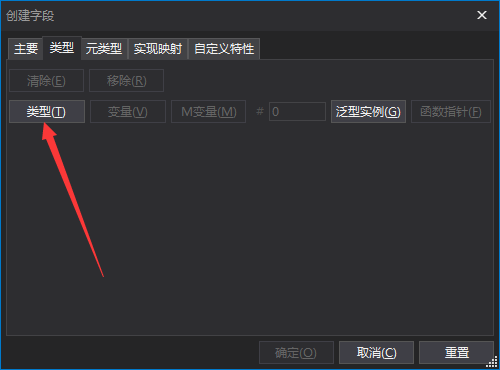 创建字段
主要 类型 元类型 实现映射 自定义特性
清除(E) 移除(R)
类型(T) 变量(V) M变量(M) # 0 泛型实例(G) 函数指针(F)
确定(O) 取消(C) 重置